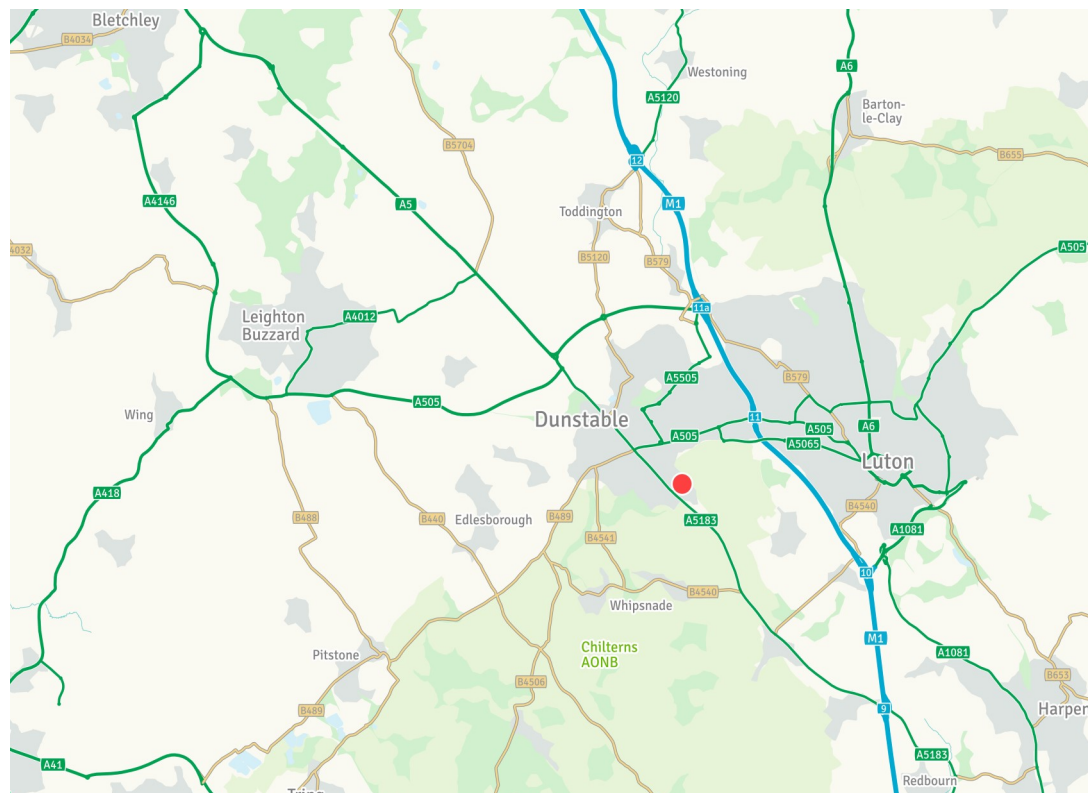 Bletchley
B4034
Westoning
A6
A5120
Barton-
le-Clay
B5704
12
B655
A4146
A5
M1
Toddington
A505
B5120
B579
11a
Leighton
Buzzard
A4012
A5505
B579
Wing
A505
Dunstable
11
A505
A505
A6
A5065
Luton
A418
B488
B440
Edlesborough
B489
A5183
B4540
A1081
B4541
10
Whipsnade
B4540
M1
Chilterns
AONB
Pitstone
A1081
B653
B4506
B489
9
Harpen
A41
A5183
Redbourn